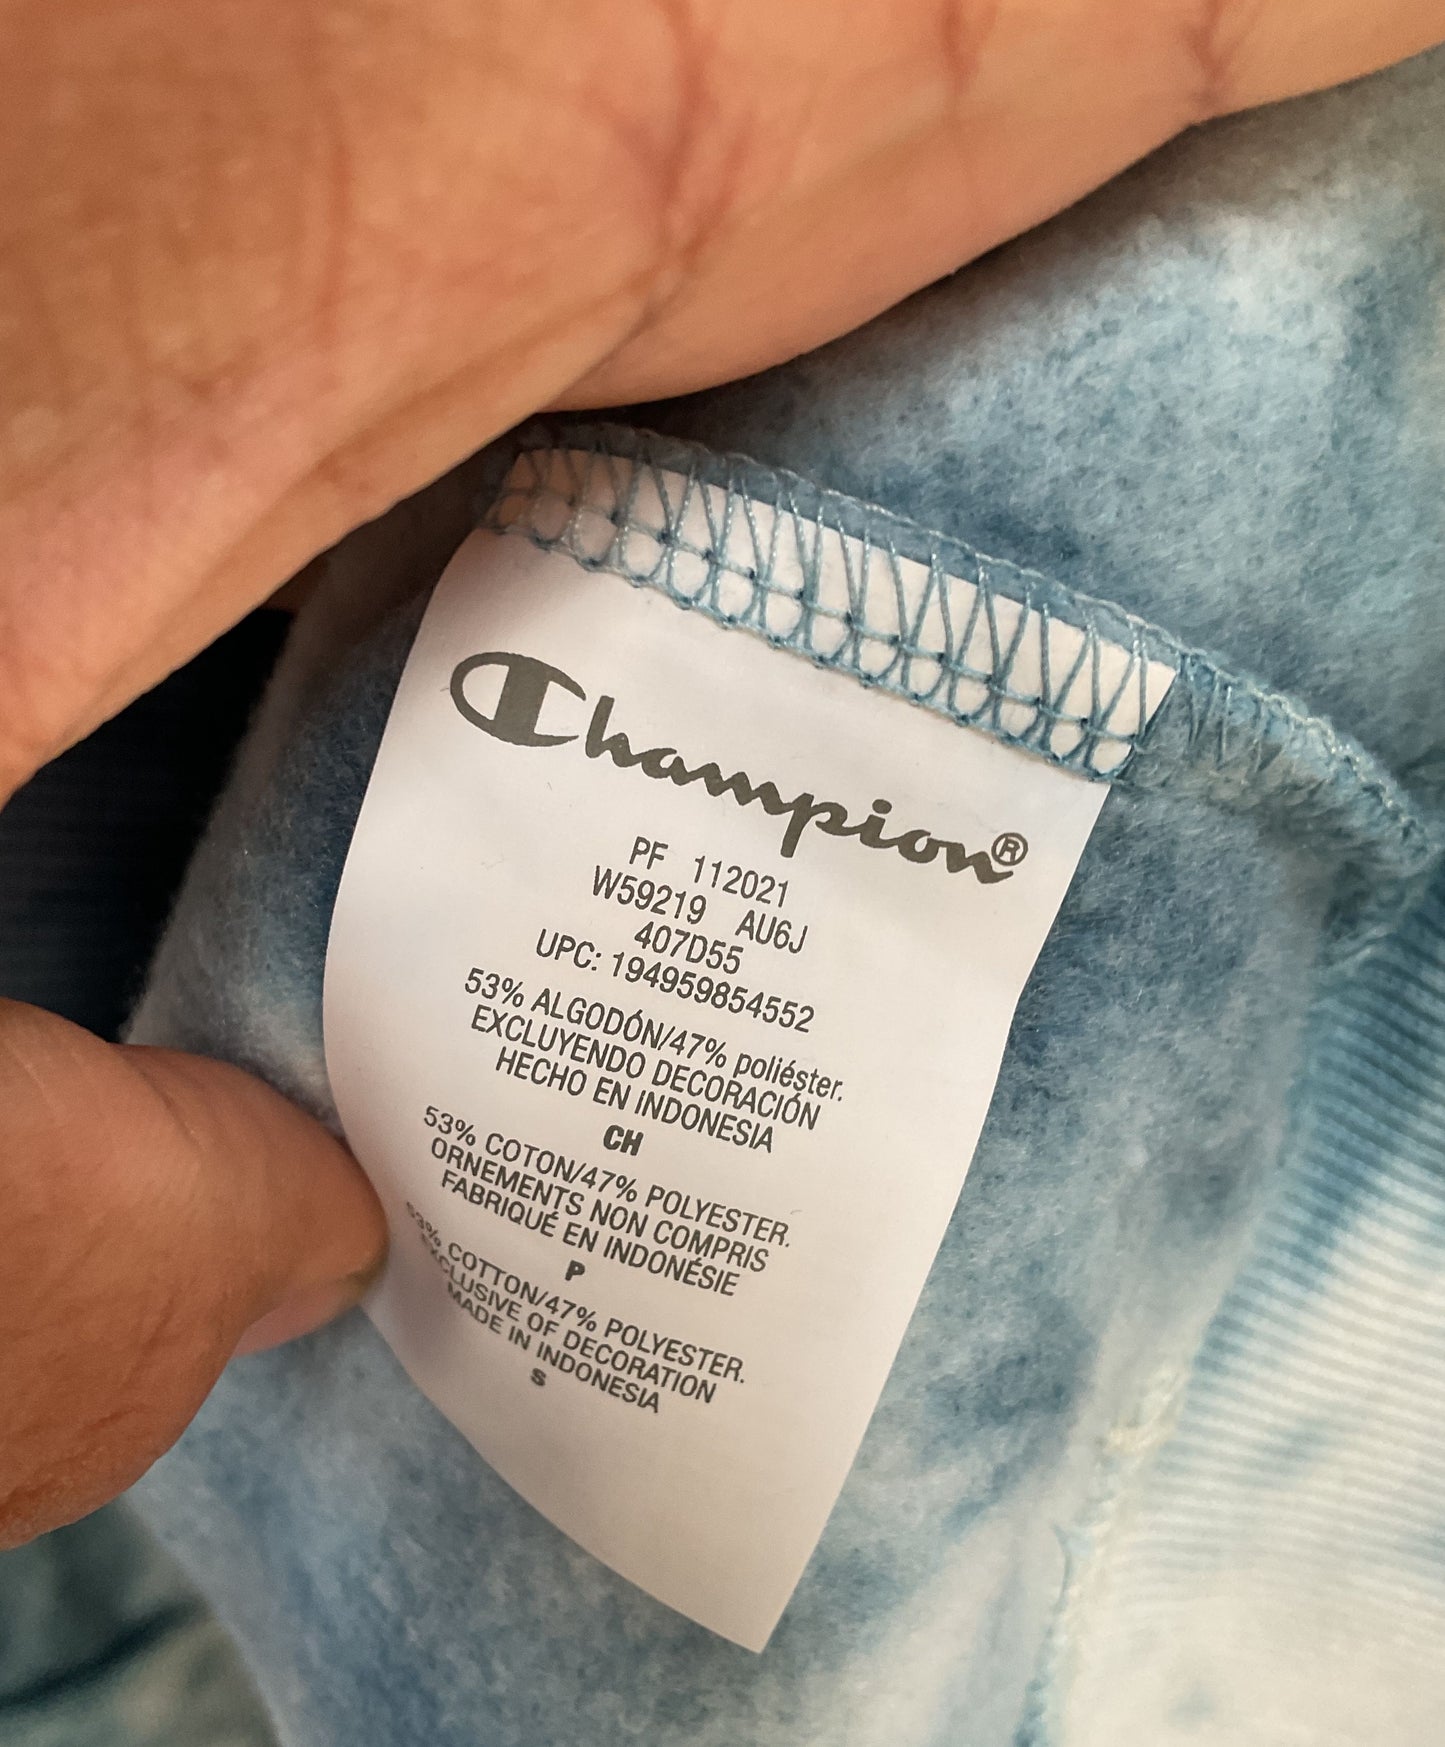 Champion®
PF 112021
W59219 AU6J
407D55
UPC: 194959854552
53% ALGODÓN/47% poliéster.
EXCLUYENDO DECORACIÓN
HECHO EN INDONESIA
CH
53% COTON/47% POLYESTER.
ORNEMENTS NON COMPRIS
FABRIQUÉ EN INDONÉSIE
P
53% COTTON/47% POLYESTER.
EXCLUSIVE OF DECORATION
MADE IN INDONESIA
S